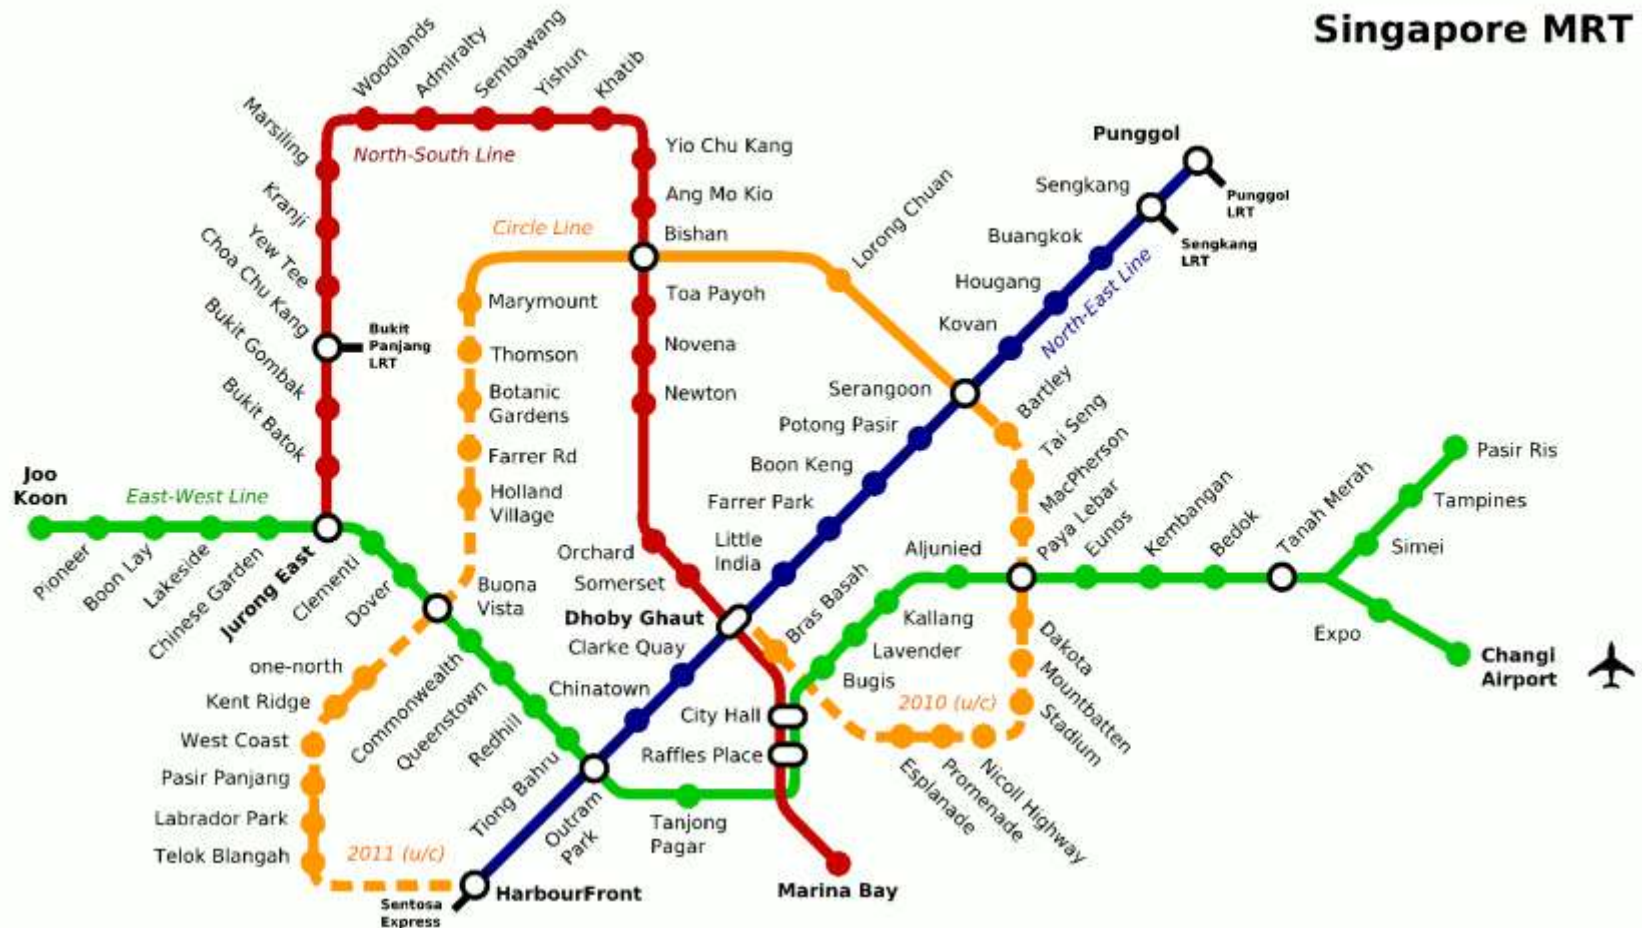 Singapore MRT
Woodlands
Admiralty
Sembawang
Yishun
Khatib
Marsiling
North-South Line
Yio Chu Kang
Punggol
Kranji
Ang Mo Kio
Sengkang
Punggol
LRT
Yew Tee
Circle Line
Bishan
Lorong Chuan
Buangkok
Sengkang
LRT
Choa Chu Kang
Marymount
Toa Payoh
Hougang
North-East Line
Bukit Gombak
Bukit
Panjang
LRT
Thomson
Novena
Kovan
Bukit Batok
Botanic
Gardens
Newton
Serangoon
Bartley
Potong Pasir
Tai Seng
Farrer Rd
Boon Keng
MacPherson
Pasir Ris
Joo
Koon
East-West Line
Holland
Village
Farrer Park
Paya Lebar
Tampines
Pioneer
Boon Lay
Lakeside
Chinese Garden
Jurong East
Clementi
Dover
Buona
Vista
Orchard
Somerset
Little
India
Aljunied
Eunos
Kembangan
Bedok
Tanah Merah
Simei
Dhoby Ghaut
Bras Basah
Kallang
Expo
Clarke Quay
Lavender
Dakota
Changi
Airport
one-north
Commonwealth
Chinatown
Bugis
Mountbatten
Kent Ridge
Queenstown
City Hall
2010 (u/c)
Stadium
West Coast
Redhill
Raffles Place
Pasir Panjang
Tiong Bahru
Esplanade
Promenade
Nicoll Highway
Labrador Park
Outram
Park
Tanjong
Pagar
Telok Blangah
2011 (u/c)
HarbourFront
Marina Bay
Sentosa
Express